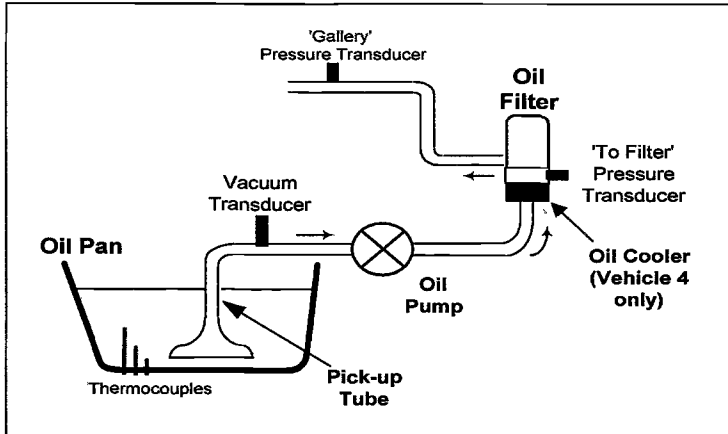 'Gallery'
Pressure Transducer
Oil
Filter
'To Filter'
Pressure
Transducer
Vacuum
Transducer
Oil Pan
Oil Cooler
(Vehicle 4
only)
Oil
Pump
Pick-up
Tube
Thermocouples